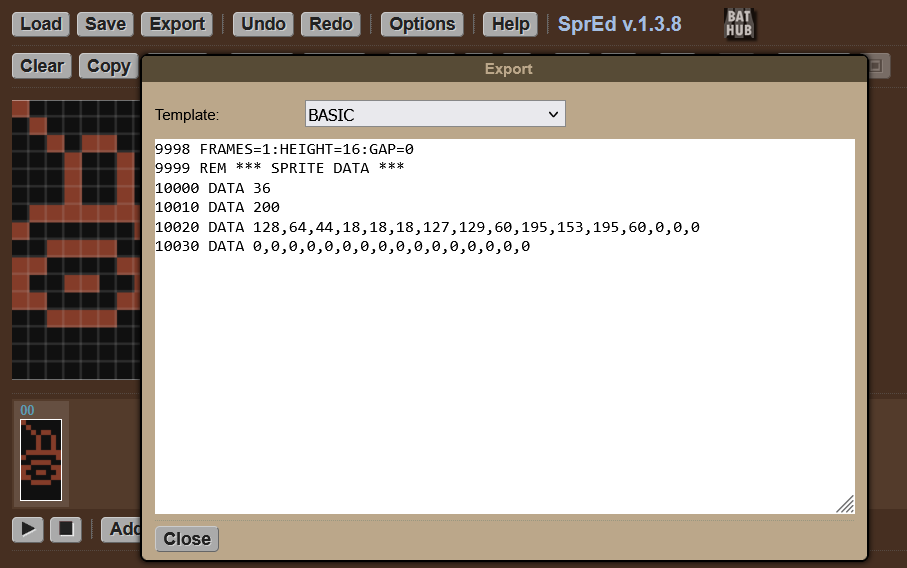 Load Save Export Undo Redo Options Help SprEd v.1.3.8 BAT HUB
Clear Copy
Export
Template: BASIC
9998 FRAMES=1:HEIGHT=16:GAP=0
9999 REM *** SPRITE DATA ***
10000 DATA 36
10010 DATA 200
10020 DATA 128,64,44,18,18,18,127,129,60,195,153,195,60,0,0,0
10030 DATA 0,0,0,0,0,0,0,0,0,0,0,0,0,0,0,0
00
Add
Close